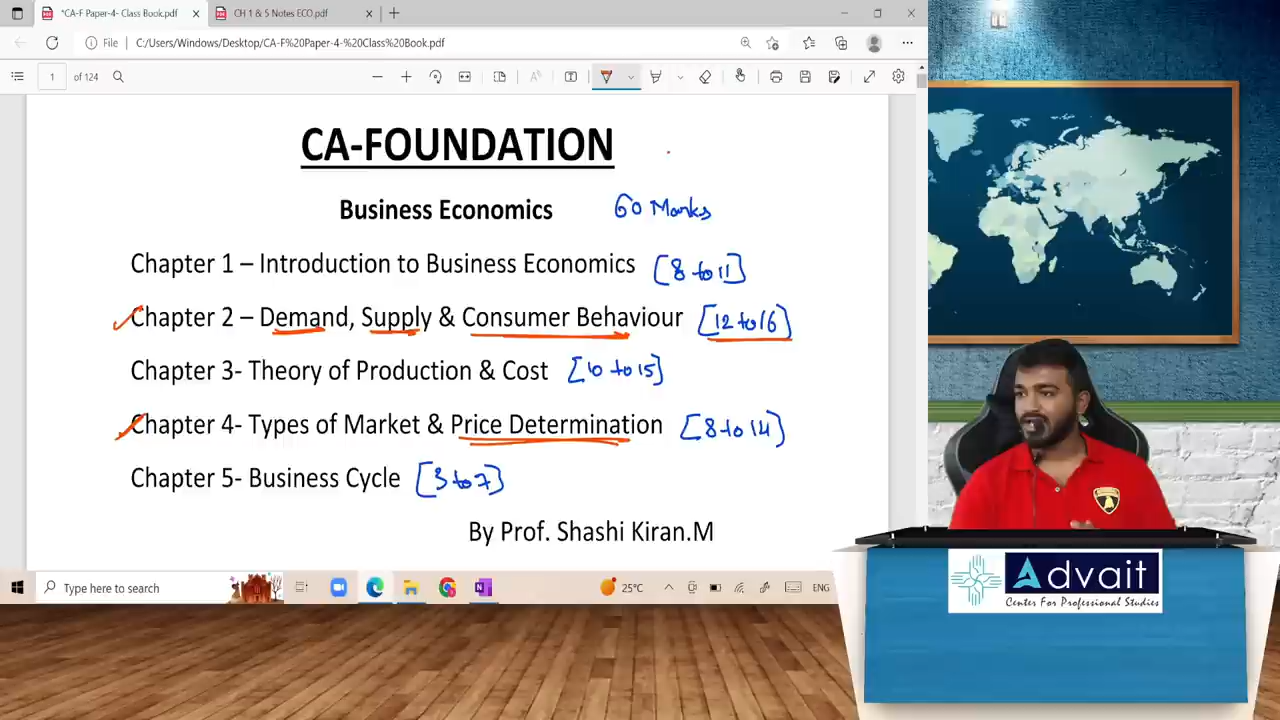 *CA-F Paper-4- Class Book.pdf
CH 1 & 5 Notes ECO.pdf
File C:/Users/Windows/Desktop/CA-F%20Paper-4-%20Class%20Book.pdf
1 of 124
CA-FOUNDATION
Business Economics 60 Marks
Chapter 1 – Introduction to Business Economics [8 to 11]
Chapter 2 – Demand, Supply & Consumer Behaviour [12 to 16]
Chapter 3- Theory of Production & Cost [10 to 15]
Chapter 4- Types of Market & Price Determination [8 to 14]
Chapter 5- Business Cycle [3 to 7]
By Prof. Shashi Kiran.M
Type here to search
25°C ENG
Advait
Center For Professional Studies